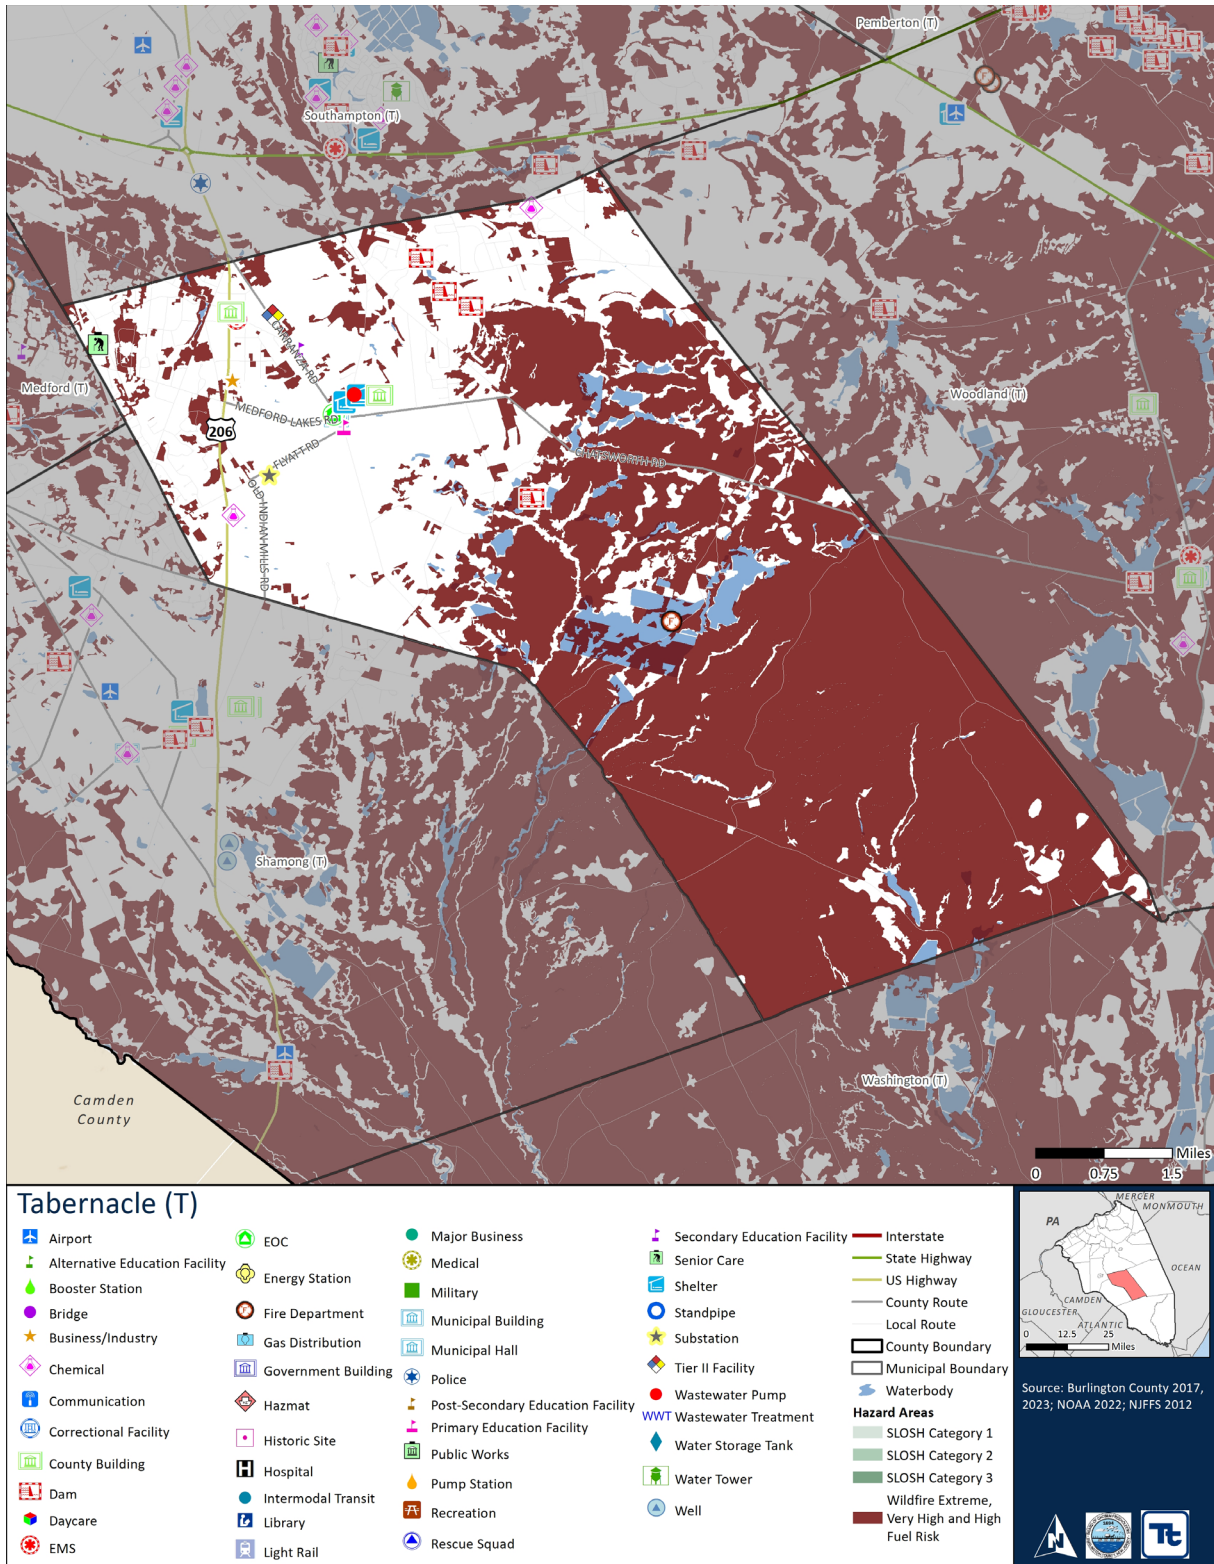 Pemberton (T)
Southampton (T)
Medford (T)
Woodland (T)
CARRANZA RD
MEDFORD LAKES RD
206
FLYATT RD
OLD INDIAN MILLS RD
CHATSWORTH RD
F
F
Shamong (T)
Washington (T)
Camden
County
Miles
0 0.75 1.5
Tabernacle (T)
Airport
Alternative Education Facility
Booster Station
Bridge
Business/Industry
Chemical
Communication
Correctional Facility
County Building
Dam
Daycare
EMS
EOC
Energy Station
Fire Department
Gas Distribution
Government Building
Hazmat
Historic Site
Hospital
Intermodal Transit
Library
Light Rail
Major Business
Medical
Military
Municipal Building
Municipal Hall
Police
Post-Secondary Education Facility
Primary Education Facility
Public Works
Pump Station
Recreation
Rescue Squad
Secondary Education Facility
Senior Care
Shelter
Standpipe
Substation
Tier II Facility
Wastewater Pump
WWT Wastewater Treatment
Water Storage Tank
Water Tower
Well
Interstate
State Highway
US Highway
County Route
Local Route
County Boundary
Municipal Boundary
Waterbody
Hazard Areas
SLOSH Category 1
SLOSH Category 2
SLOSH Category 3
Wildfire Extreme,
Very High and High
Fuel Risk
MERCER
MONMOUTH
PA
OCEAN
CAMDEN
GLOUCESTER
ATLANTIC
0 12.5 25
Miles
Source: Burlington County 2017,
2023; NOAA 2022; NJFFS 2012
N
Tt